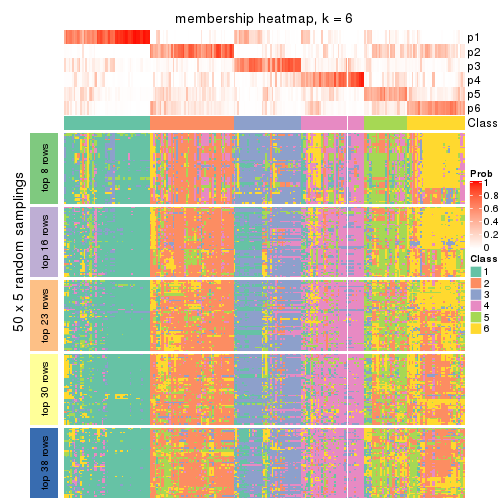 membership heatmap, k = 6
p1
p2
p3
p4
p5
p6
Class
50 x 5 random samplings
top 8 rows
top 16 rows
top 23 rows
top 30 rows
top 38 rows
Prob
1
0.8
0.6
0.4
0.2
0
Class
1
2
3
4
5
6